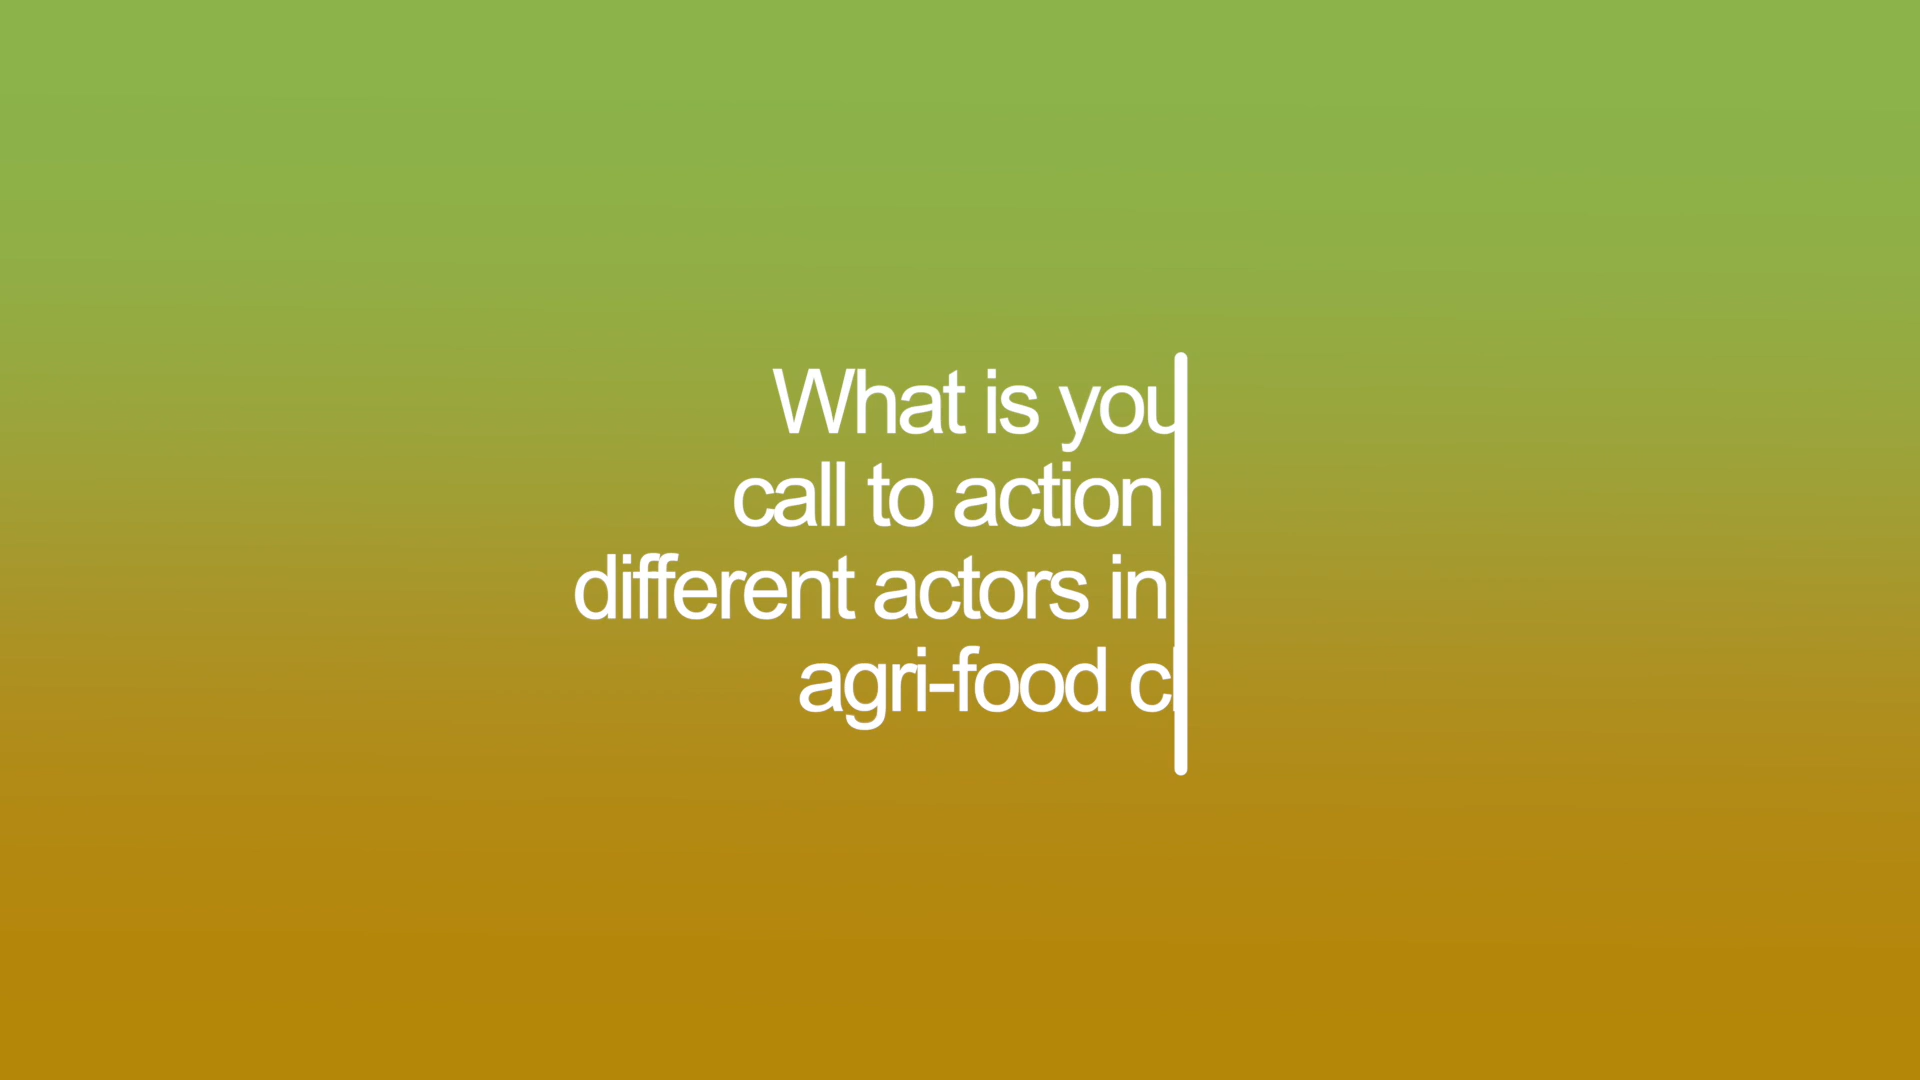 What is you
call to action
different actors in
agri-food c